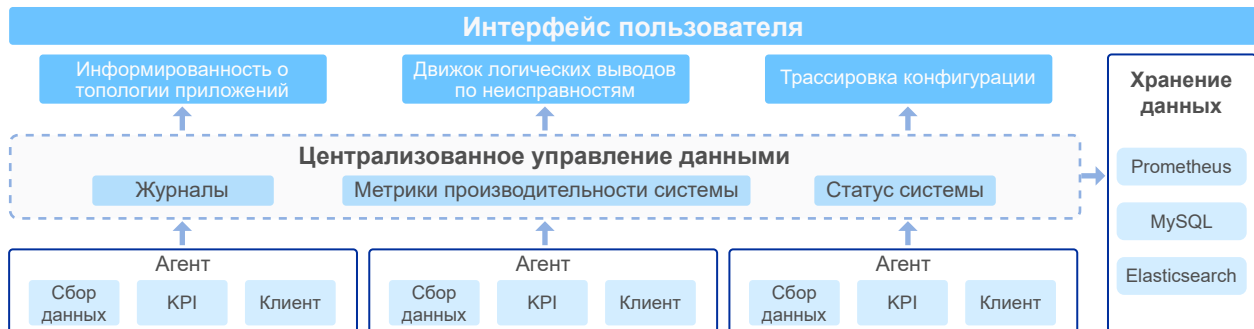 Интерфейс пользователя
Информированность о
топологии приложений
Движок логических выводов
по неисправностям
Трассировка конфигурации
Централизованное управление данными
Журналы
Метрики производительности системы
Статус системы
Агент
Сбор
данных
KPI
Клиент
Агент
Сбор
данных
KPI
Клиент
Агент
Сбор
данных
KPI
Клиент
Хранение
данных
Prometheus
MySQL
Elasticsearch